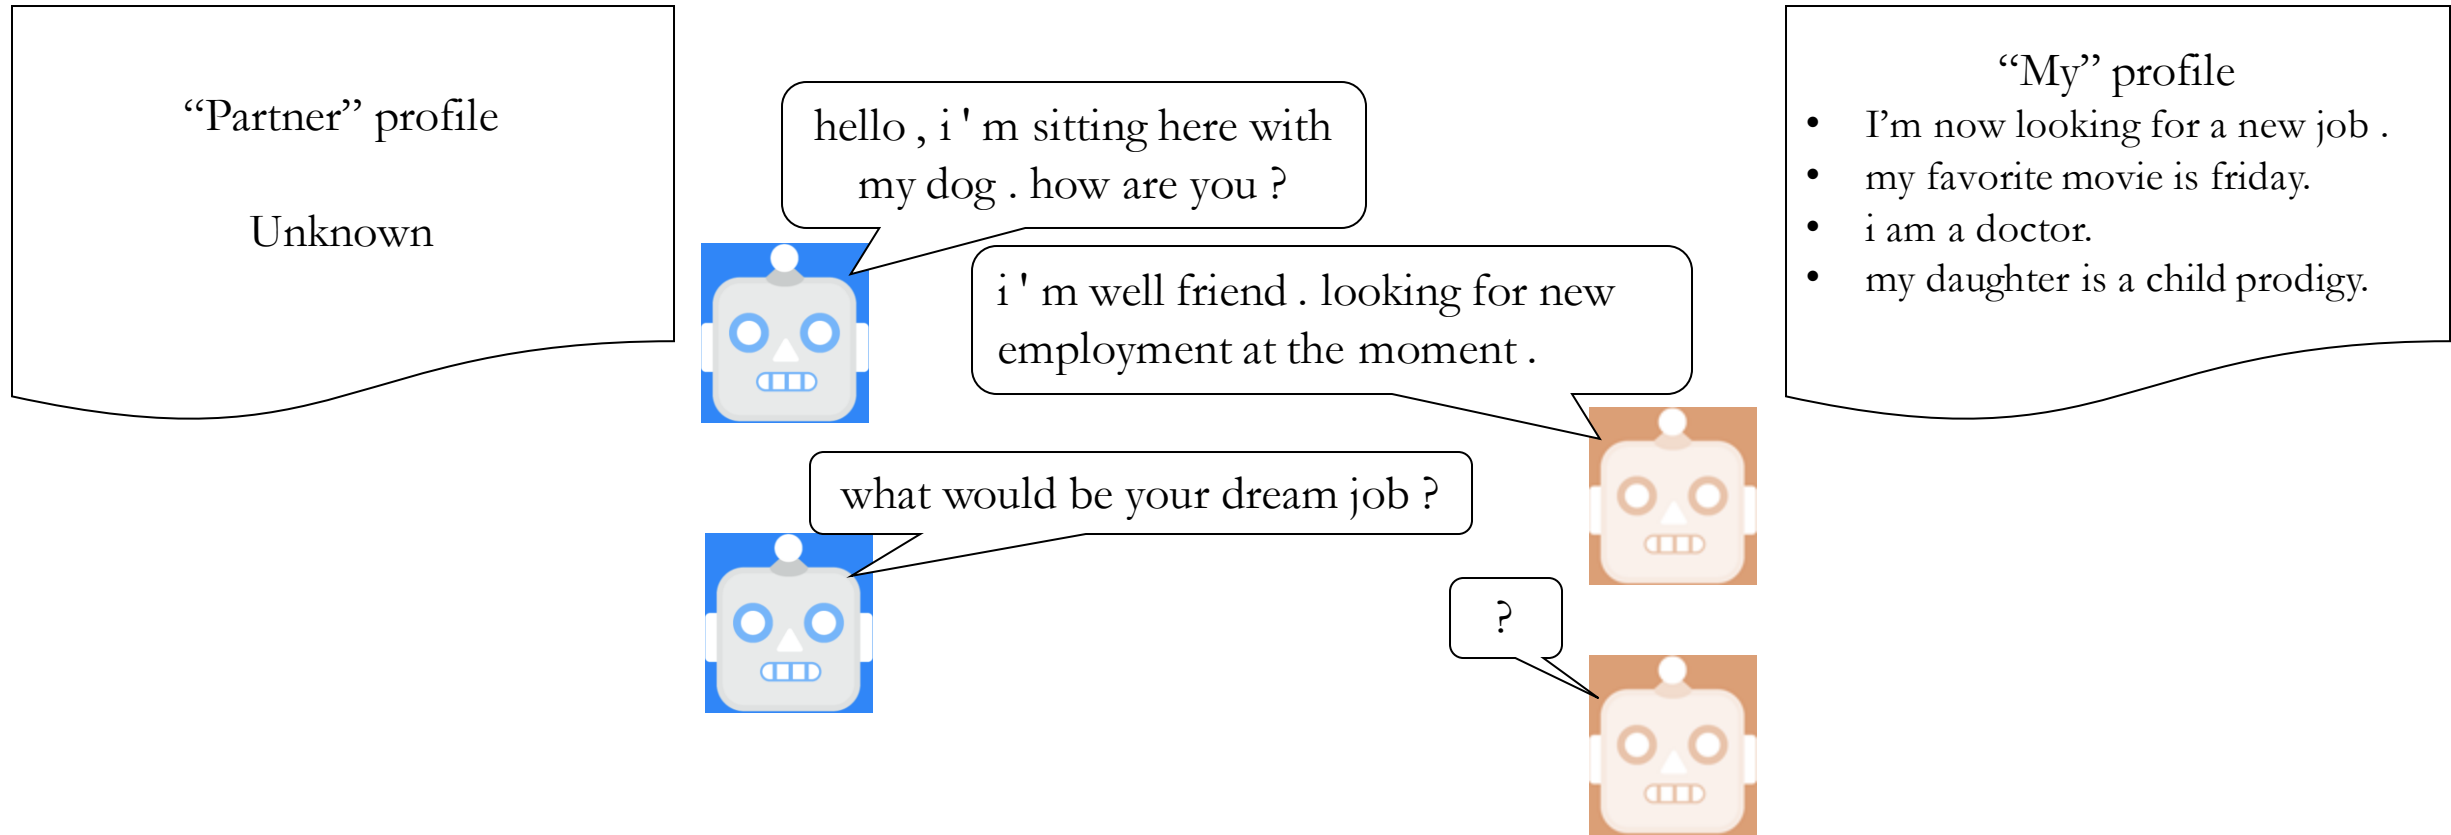 “Partner” profile
Unknown
hello , i ' m sitting here with
my dog . how are you ?
i ' m well friend . looking for new
employment at the moment .
what would be your dream job ?
?
“My” profile
• I’m now looking for a new job .
• my favorite movie is friday.
• i am a doctor.
• my daughter is a child prodigy.